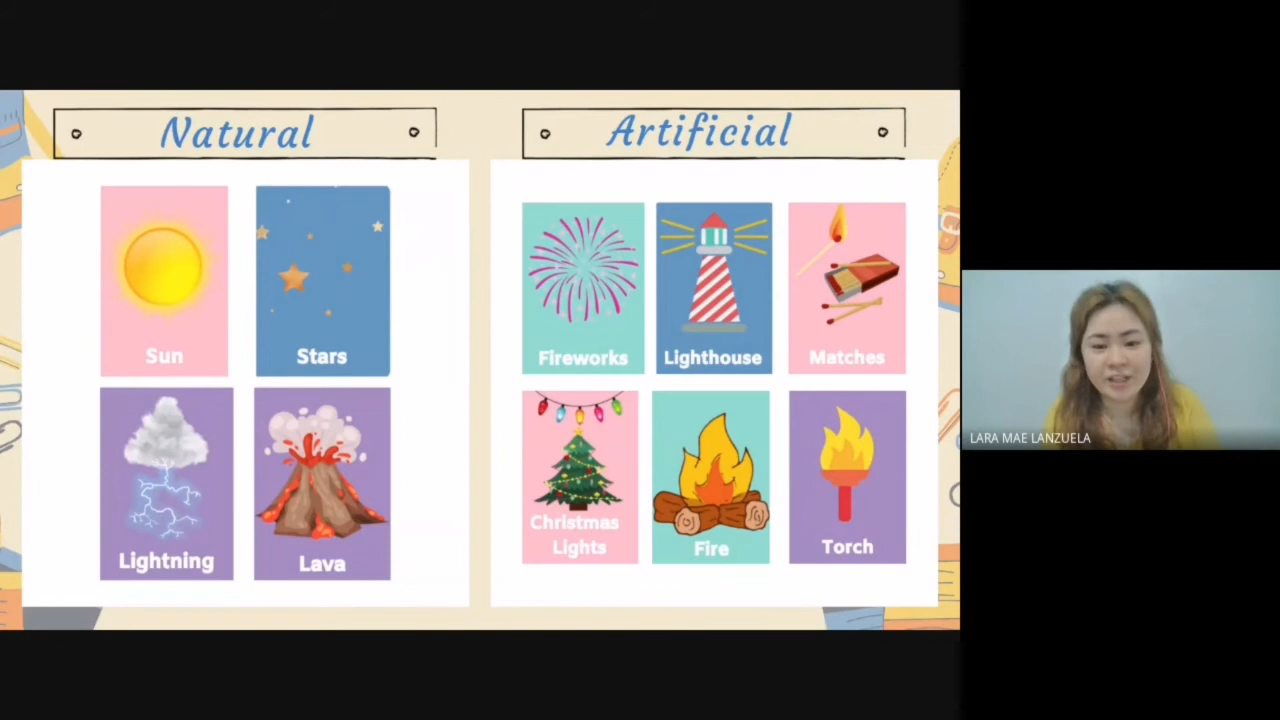 Natural
Artificial
Sun
Stars
Lightning
Lava
Fireworks
Lighthouse
Matches
Christmas
Lights
Fire
Torch
LARA MAE LANZUELA